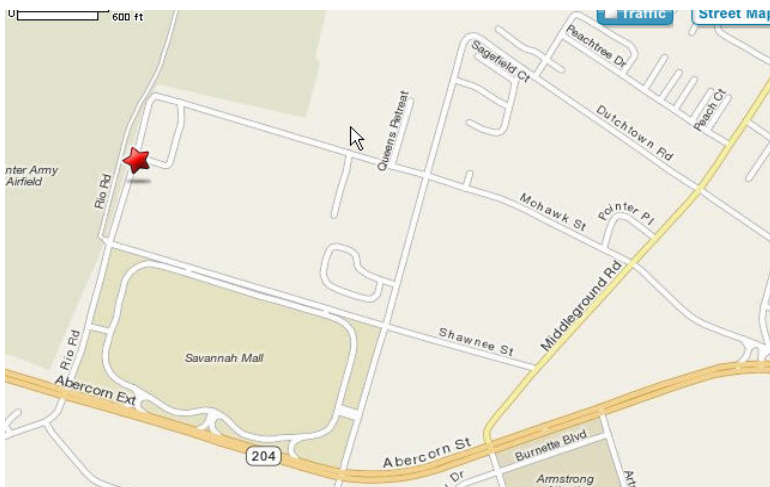 600 ft
Traffic
Street Map
Peachtree Dr
Sagefield Ct
Peach Ct
Dutchtown Rd
Queens Retreat
nter Army
Airfield
Rio Rd
Mohawk St
Pointer Pl
Middleground Rd
Shawnee St
Savannah Mall
Rio Rd
Abercorn Ext
204
Abercorn St
Burnette Blvd
Dr
Armstrong
Arts